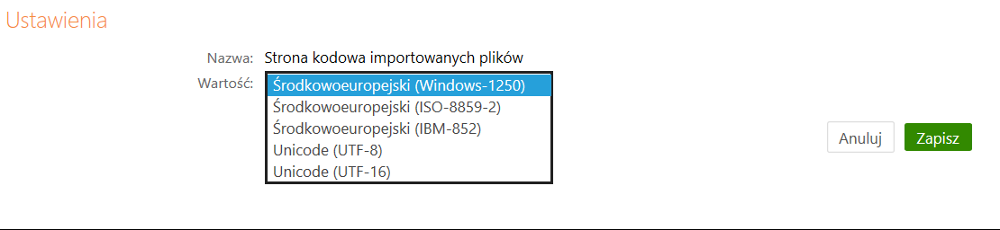 Ustawienia
Nazwa: Strona kodowa importowanych plików
Wartość: Środkowoeuropejski (Windows-1250)
Środkowoeuropejski (ISO-8859-2)
Środkowoeuropejski (IBM-852)
Unicode (UTF-8)
Unicode (UTF-16)
Anuluj Zapisz